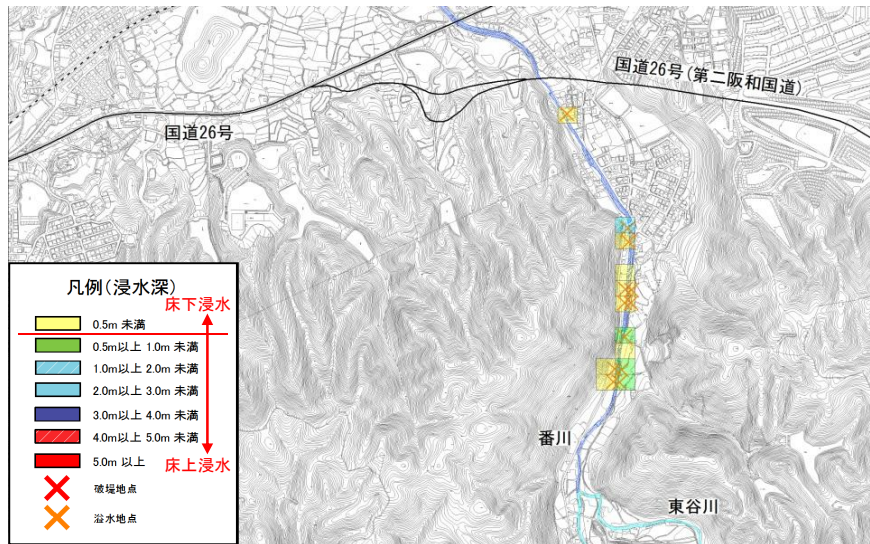 国道26号(第二阪和国道)
国道26号
凡例(浸水深)
床下浸水
0.5m 未満
0.5m以上 1.0m 未満
1.0m以上 2.0m 未満
2.0m以上 3.0m 未満
3.0m以上 4.0m 未満
4.0m以上 5.0m 未満
5.0m 以上
床上浸水
破堤地点
溢水地点
番川
東谷川